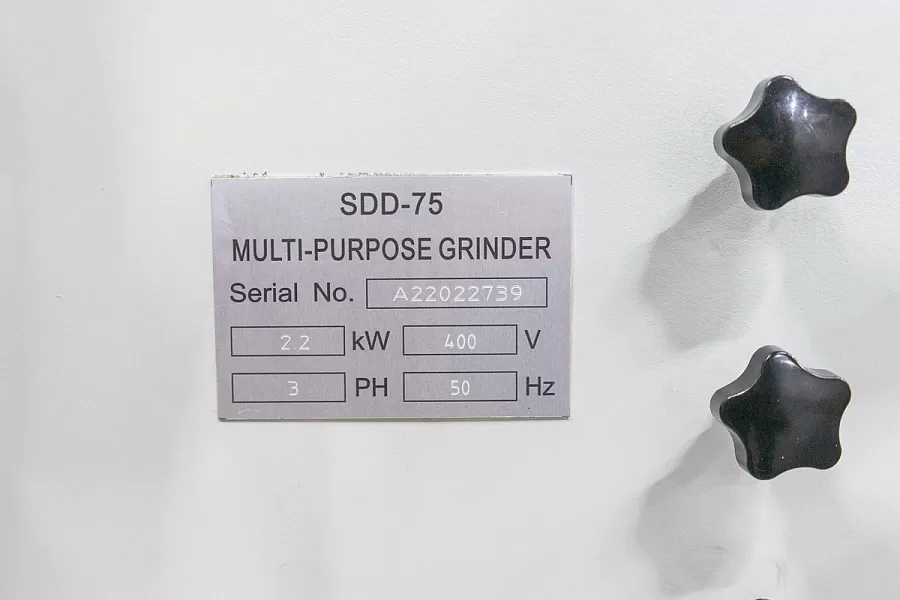 SDD-75
MULTI-PURPOSE GRINDER
Serial No. A22022739
2.2 kW 400 V
3 PH 50 Hz